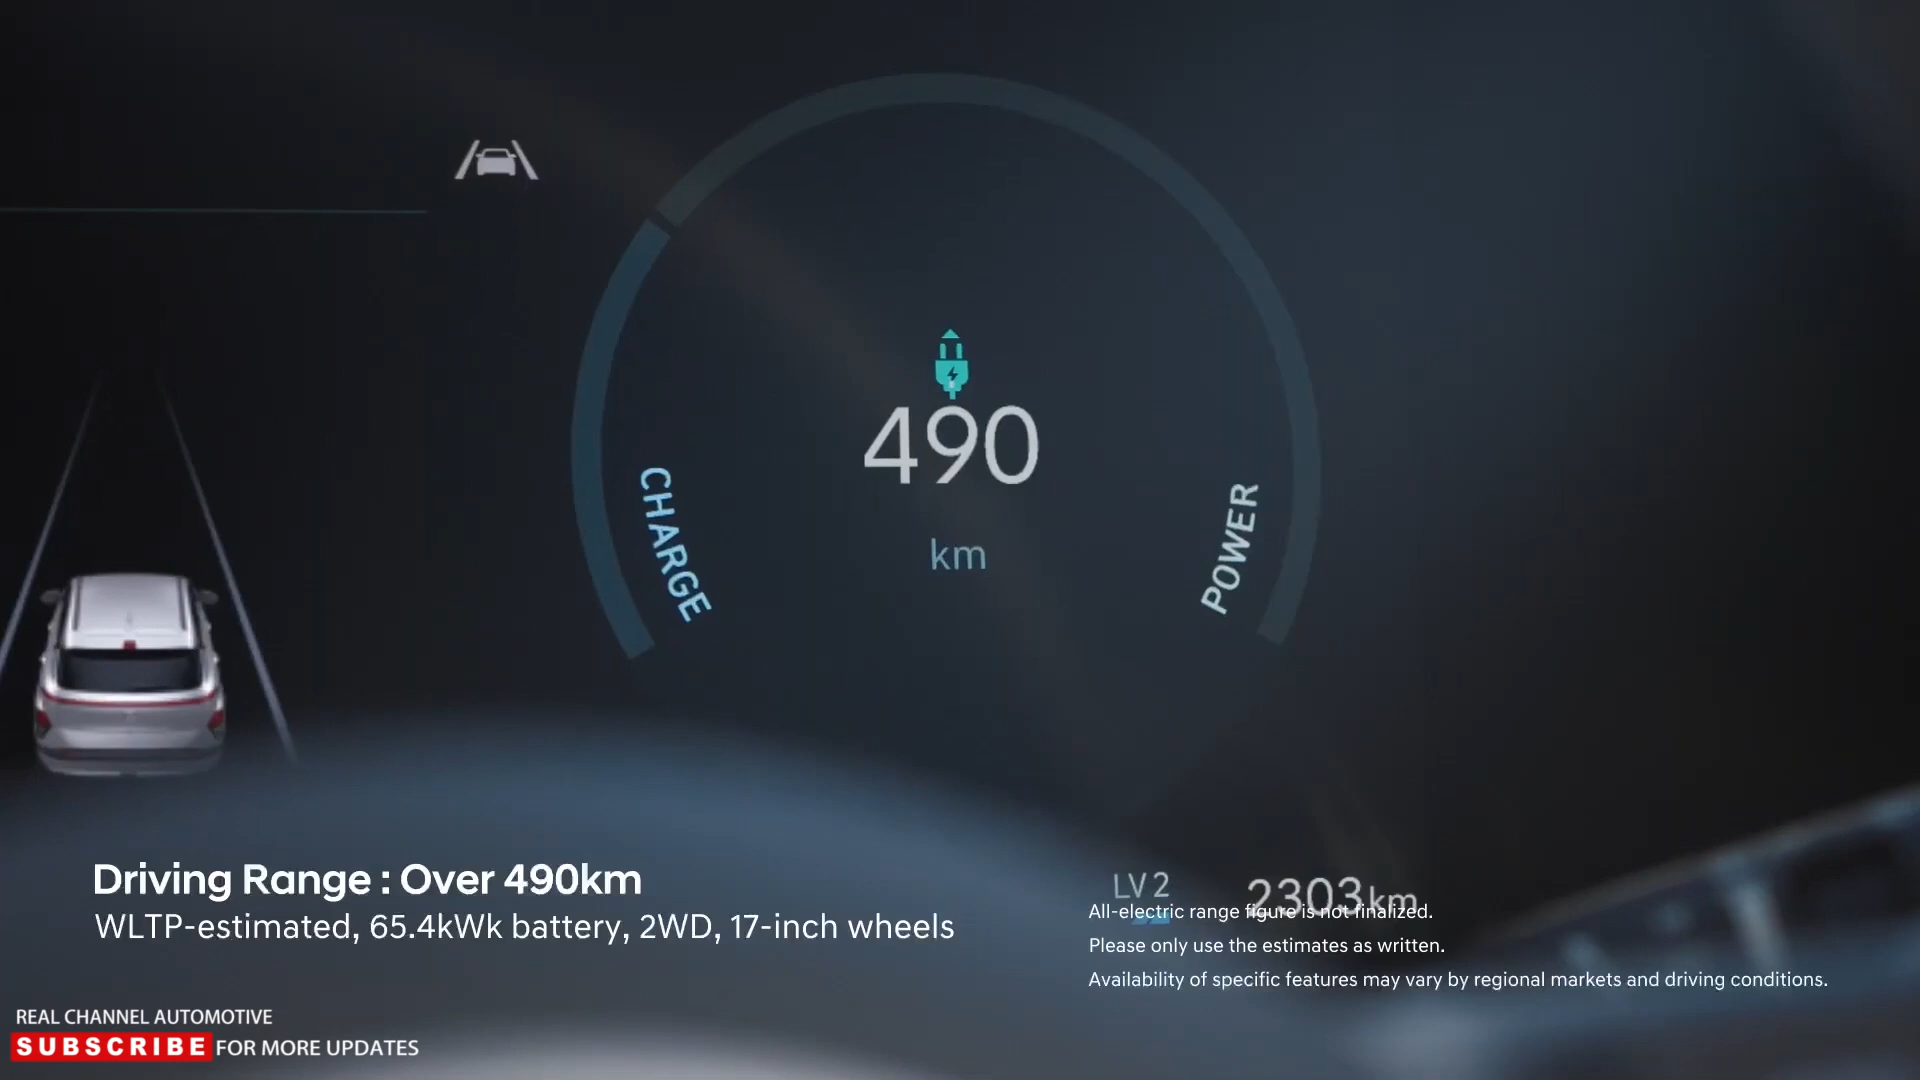 490
km
CHARGE
POWER
Driving Range : Over 490km
WLTP-estimated, 65.4kWk battery, 2WD, 17-inch wheels
LV 2
2303km
All-electric range figure is not finalized.
Please only use the estimates as written.
Availability of specific features may vary by regional markets and driving conditions.
REAL CHANNEL AUTOMOTIVE
SUBSCRIBE FOR MORE UPDATES